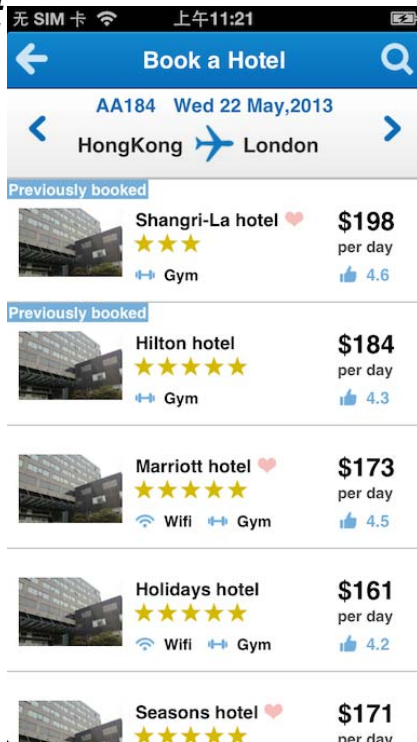 无 SIM 卡 上午11:21
Book a Hotel
AA184 Wed 22 May,2013
HongKong London
Previously booked
Shangri-La hotel $198
per day
Gym 4.6
Previously booked
Hilton hotel $184
per day
Gym 4.3
Marriott hotel $173
per day
Wifi Gym 4.5
Holidays hotel $161
per day
Wifi Gym 4.2
Seasons hotel $171
per day